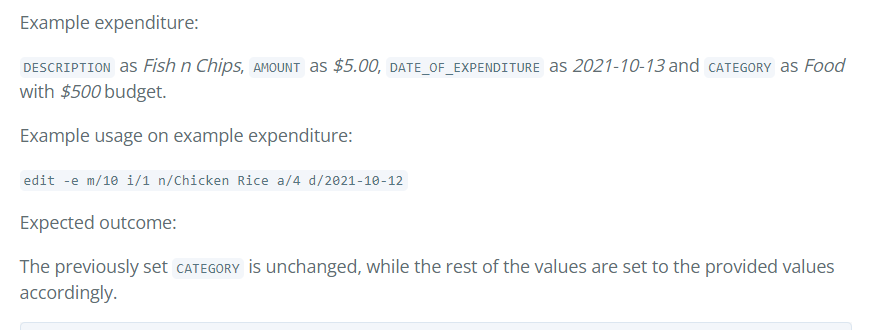 Example expenditure:
DESCRIPTION as Fish n Chips, AMOUNT as $5.00, DATE_OF_EXPENDITURE as 2021-10-13 and CATEGORY as Food
with $500 budget.
Example usage on example expenditure:
edit -e m/10 i/1 n/Chicken Rice a/4 d/2021-10-12
Expected outcome:
The previously set CATEGORY is unchanged, while the rest of the values are set to the provided values
accordingly.